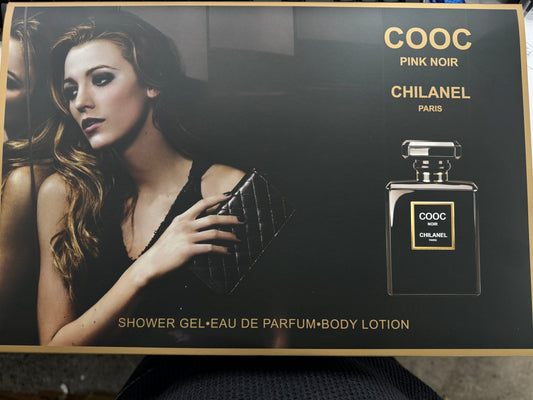 COOC
PINK NOIR
CHILANEL
PARIS
COOC
NOIR
CHILANEL
PARIS
SHOWER GEL•EAU DE PARFUM•BODY LOTION